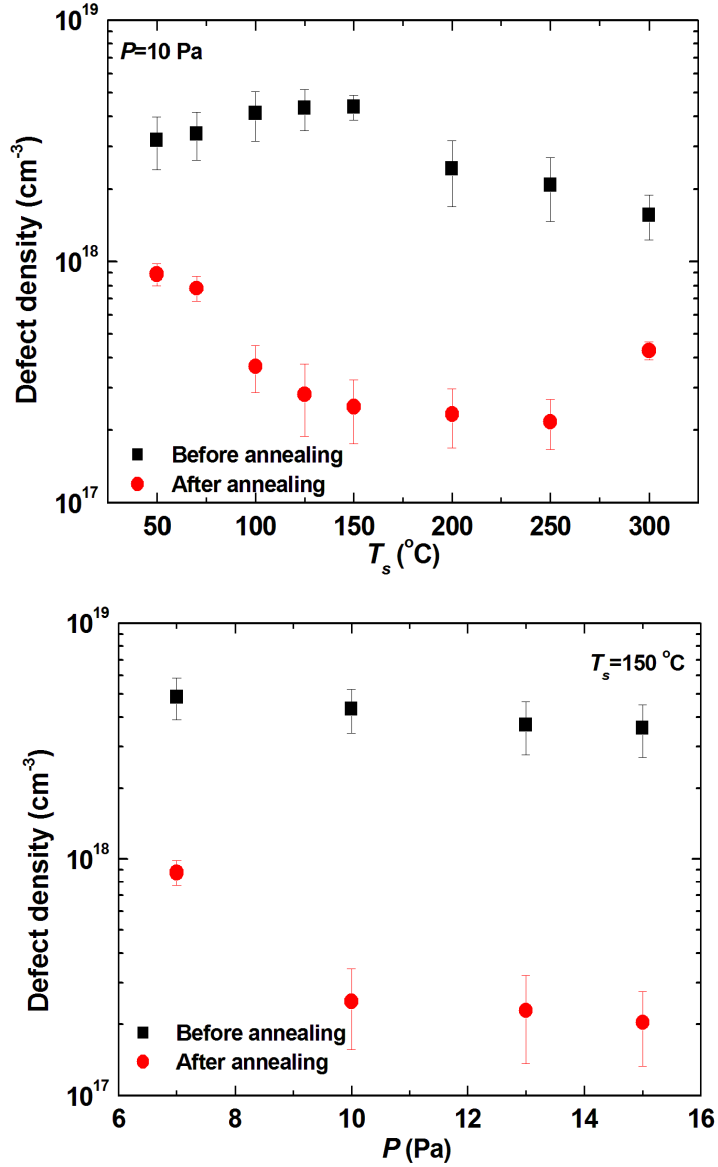 10^19
P=10 Pa
Defect density (cm^-3)
10^18
Before annealing
After annealing
10^17
50 100 150 200 250 300
T_s (°C)
10^19
T_s=150 °C
Defect density (cm^-3)
10^18
Before annealing
After annealing
10^17
6 8 10 12 14 16
P (Pa)